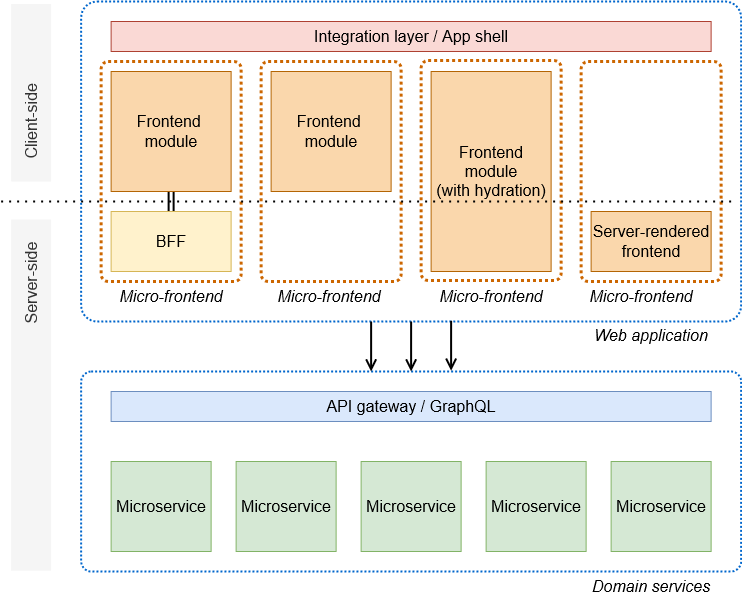 Client-side
Integration layer / App shell
Frontend
module
Frontend
module
Frontend
module
(with hydration)
BFF
Server-rendered
frontend
Server-side
Micro-frontend
Micro-frontend
Micro-frontend
Micro-frontend
Web application
API gateway / GraphQL
Microservice
Microservice
Microservice
Microservice
Microservice
Domain services